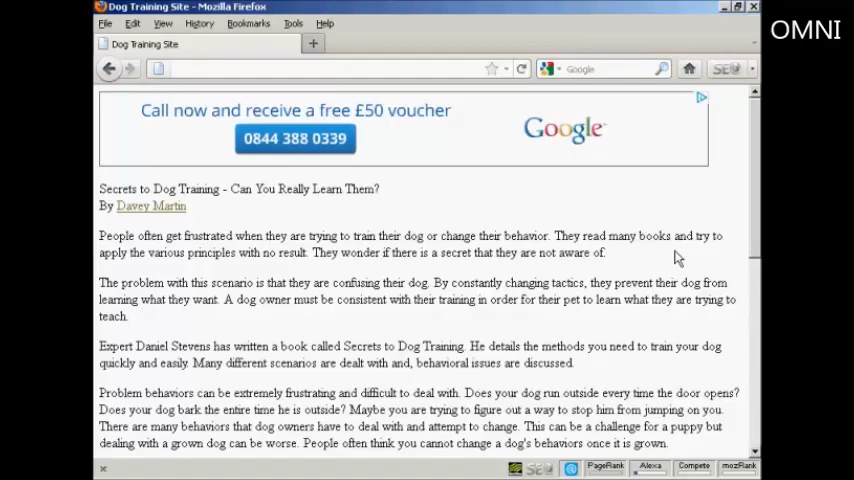 Dog Training Site - Mozilla Firefox
OMNI
File Edit View History Bookmarks Tools Help
Dog Training Site
Google
Call now and receive a free £50 voucher
0844 388 0339
Google
Secrets to Dog Training - Can You Really Learn Them?
By Davey Martin
People often get frustrated when they are trying to train their dog or change their behavior. They read many books and try to
apply the various principles with no result. They wonder if there is a secret that they are not aware of.
The problem with this scenario is that they are confusing their dog. By constantly changing tactics, they prevent their dog from
learning what they want. A dog owner must be consistent with their training in order for their pet to learn what they are trying to
teach.
Expert Daniel Stevens has written a book called Secrets to Dog Training. He details the methods you need to train your dog
quickly and easily. Many different scenarios are dealt with and, behavioral issues are discussed.
Problem behaviors can be extremely frustrating and difficult to deal with. Does your dog run outside every time the door opens?
Does your dog bark the entire time he is outside? Maybe you are trying to figure out a way to stop him from jumping on you.
There are many behaviors that dog owners have to deal with and attempt to change. This can be a challenge for a puppy but
dealing with a grown dog can be worse. People often think you cannot change a dog's behaviors once it is grown.
PageRank Alexa Compete mozRank